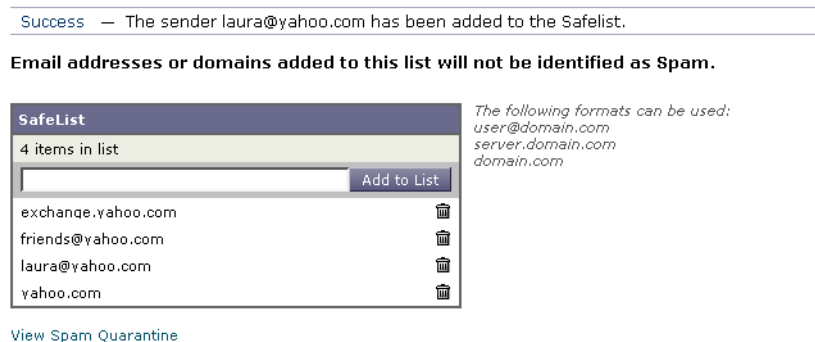 Success — The sender laura@yahoo.com has been added to the Safelist.
Email addresses or domains added to this list will not be identified as Spam.
SafeList
4 items in list
Add to List
exchange.yahoo.com
friends@yahoo.com
laura@yahoo.com
yahoo.com
The following formats can be used:
user@domain.com
server.domain.com
domain.com
View Spam Quarantine